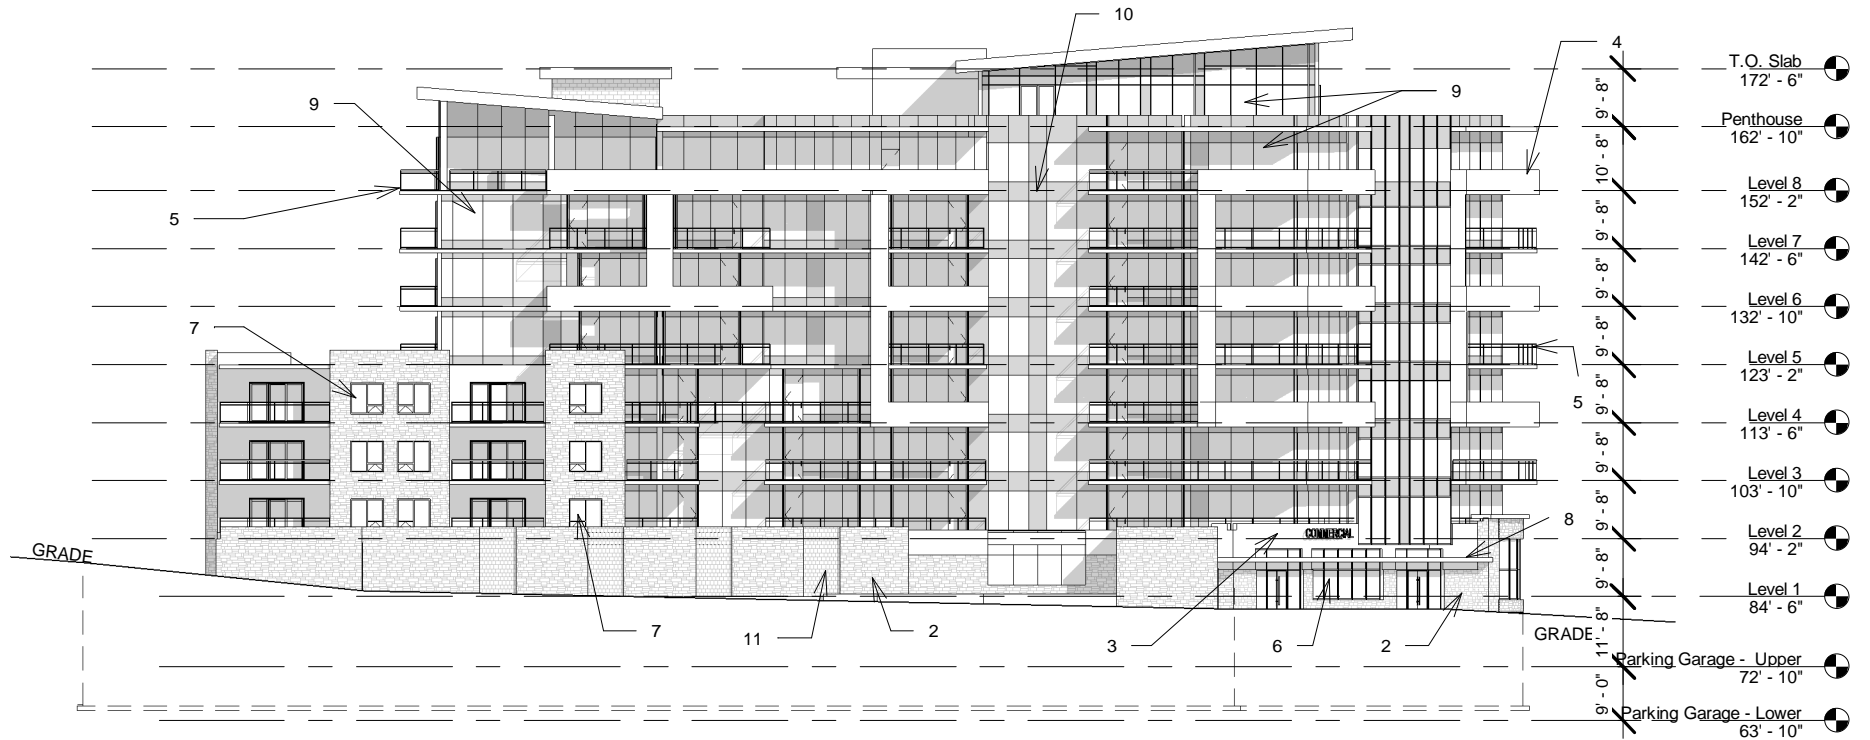 10
4
T.O. Slab
172' - 6"
9' - 8"
9
9
Penthouse
162' - 10"
10' - 8"
5
Level 8
152' - 2"
9' - 8"
Level 7
142' - 6"
9' - 8"
7
Level 6
132' - 10"
9' - 8"
Level 5
123' - 2"
5
9' - 8"
Level 4
113' - 6"
9' - 8"
Level 3
103' - 10"
9' - 8"
8
COMMERCIAL
Level 2
94' - 2"
GRADE
9' - 8"
Level 1
84' - 6"
7
11
2
3
6
2
GRADE
11' - 8"
Parking Garage - Upper
72' - 10"
9' - 0"
Parking Garage - Lower
63' - 10"